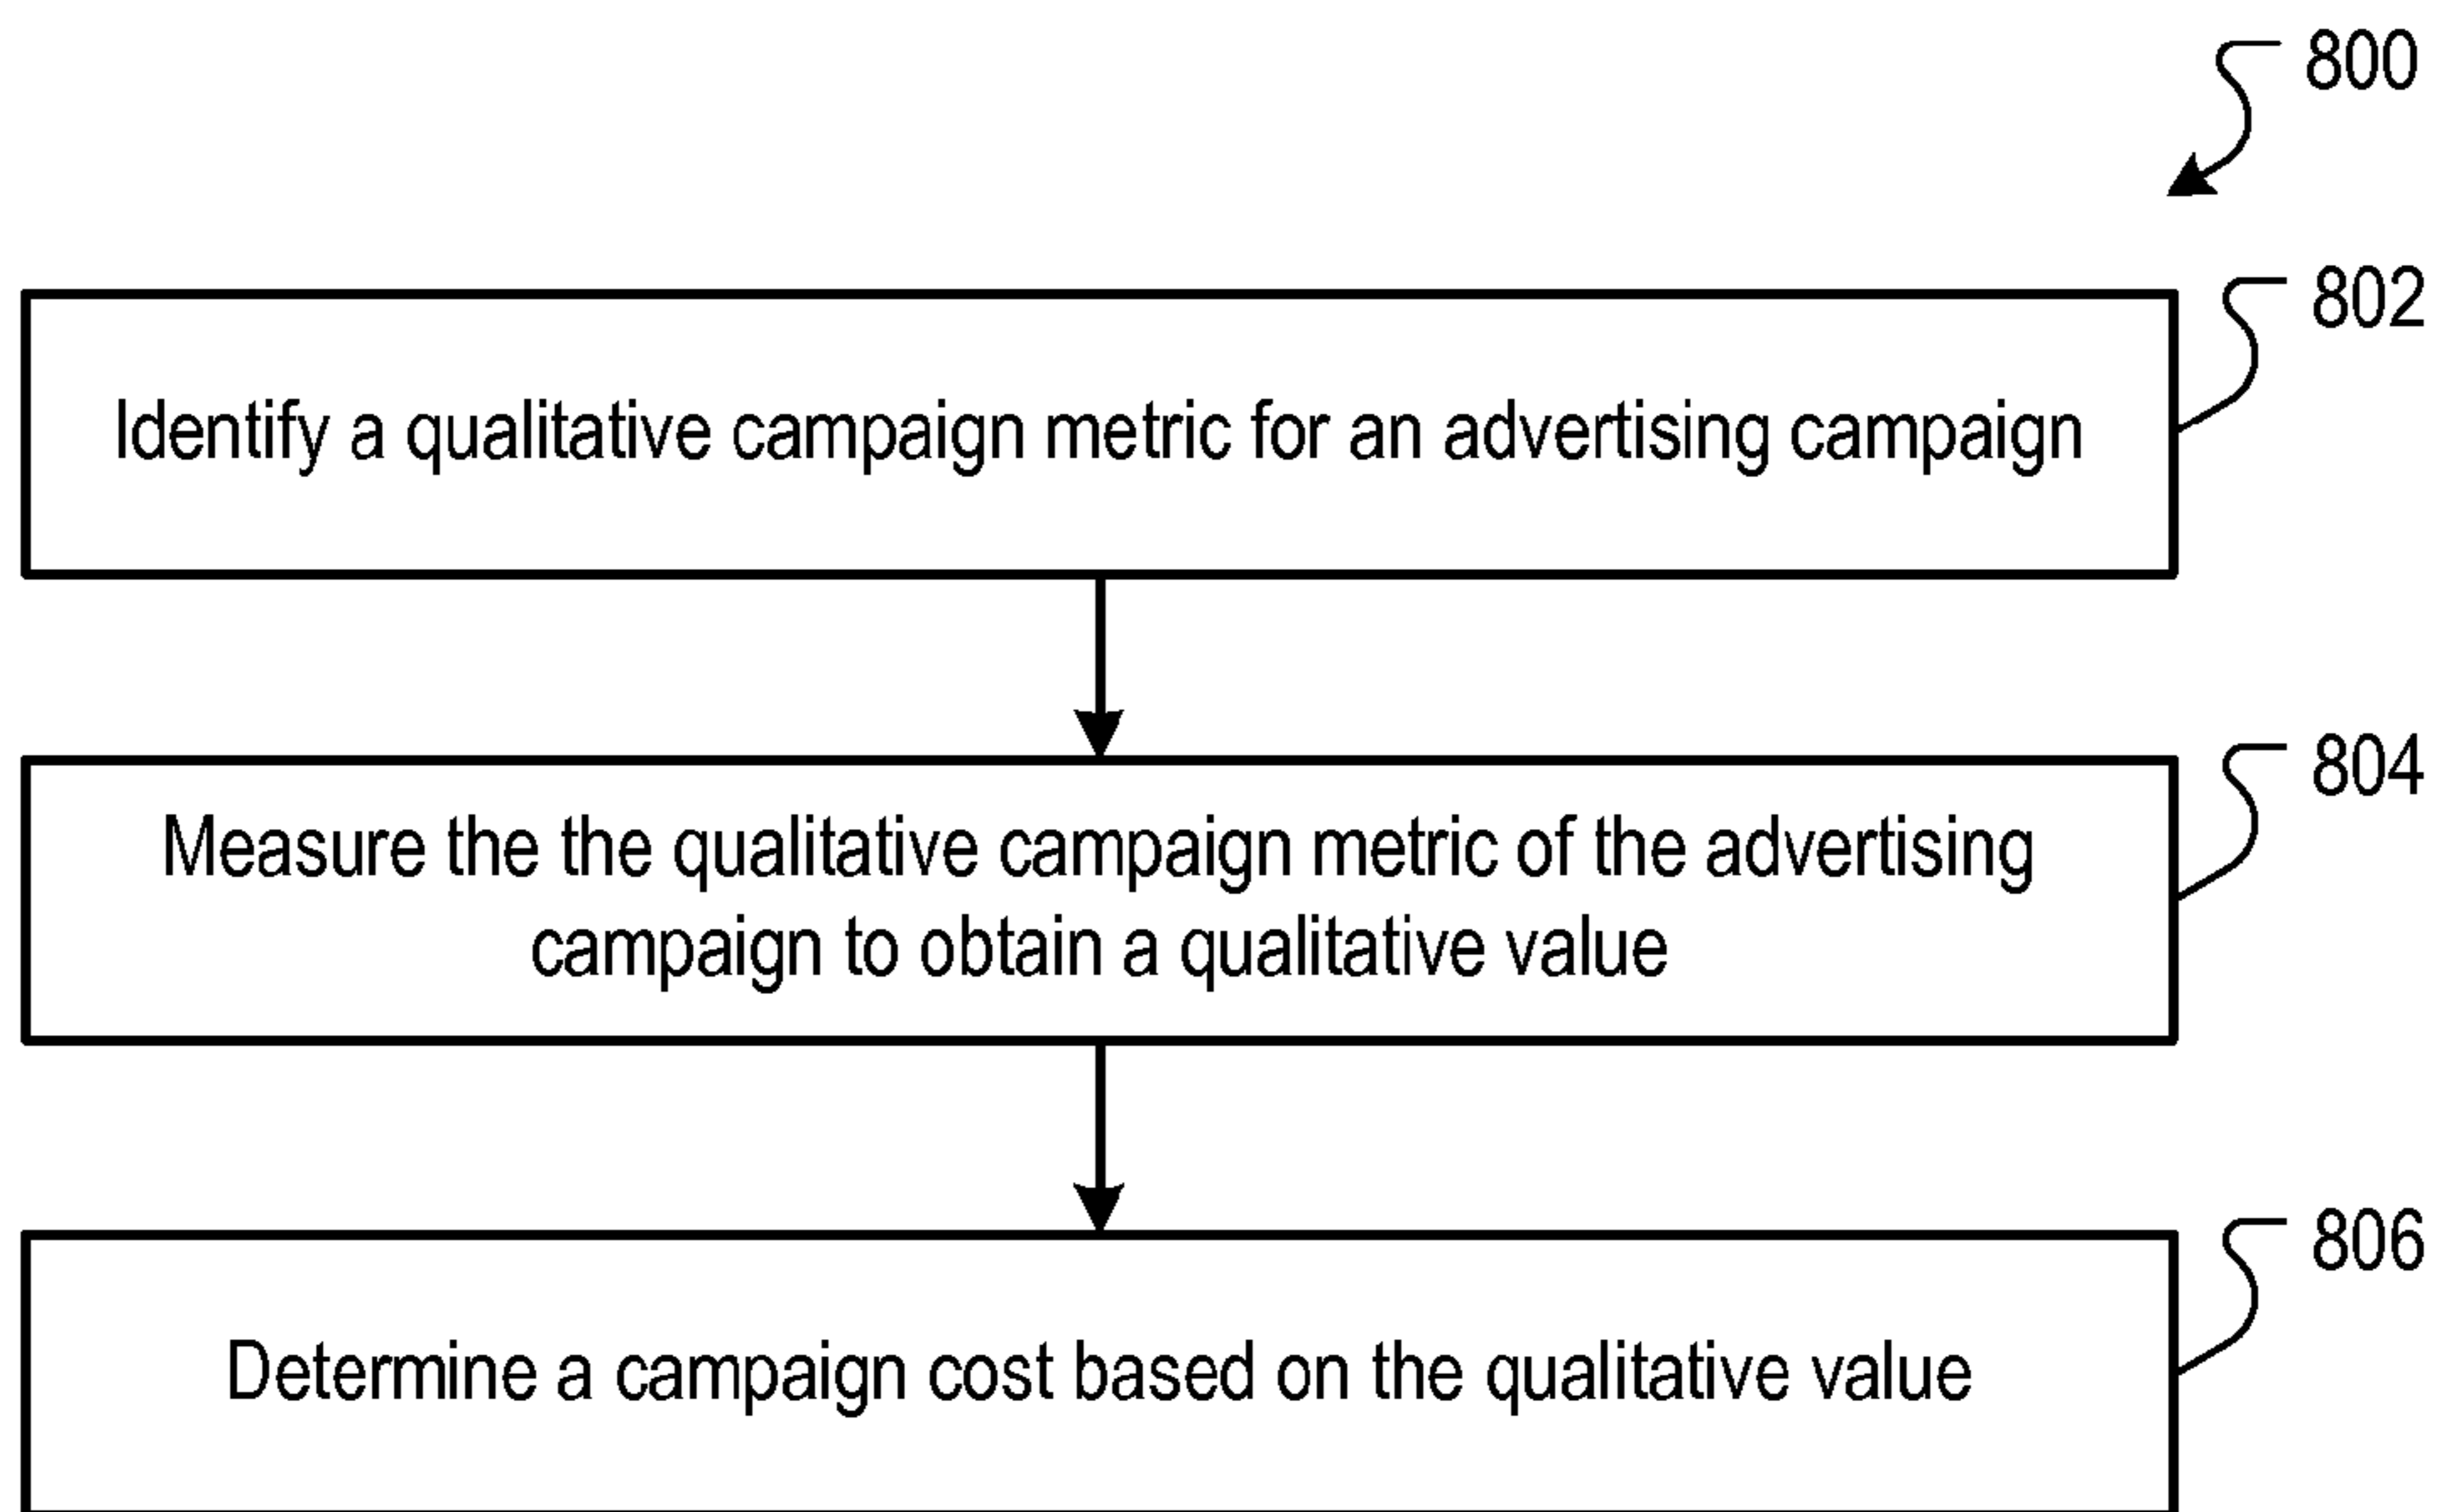 800
802
Identify a qualitative campaign metric for an advertising campaign
804
Measure the the qualitative campaign metric of the advertising
campaign to obtain a qualitative value
806
Determine a campaign cost based on the qualitative value